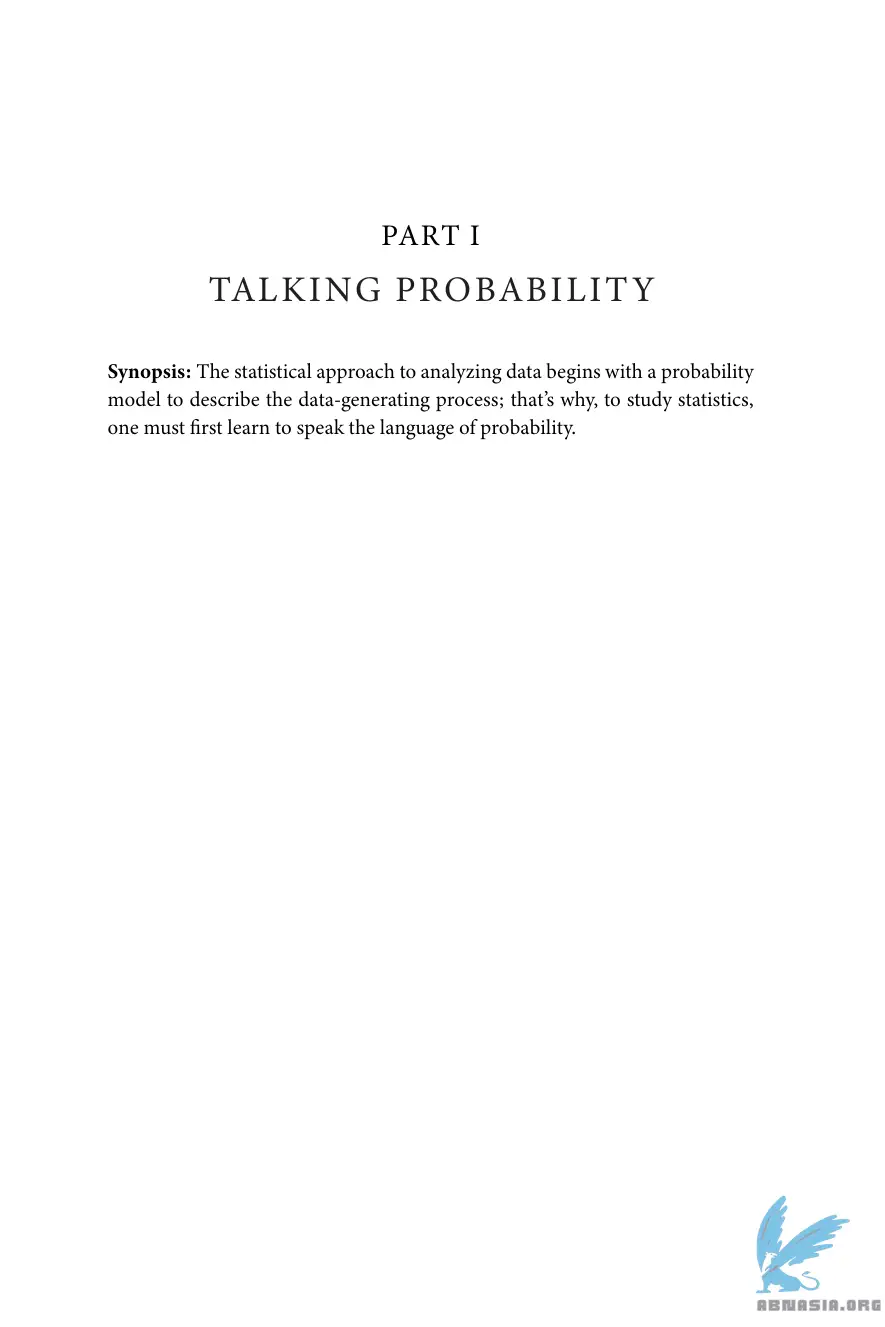 PART I
TALKING PROBABILITY
Synopsis: The statistical approach to analyzing data begins with a probability
model to describe the data-generating process; that’s why, to study statistics,
one must first learn to speak the language of probability.
ABNASIA.ORG